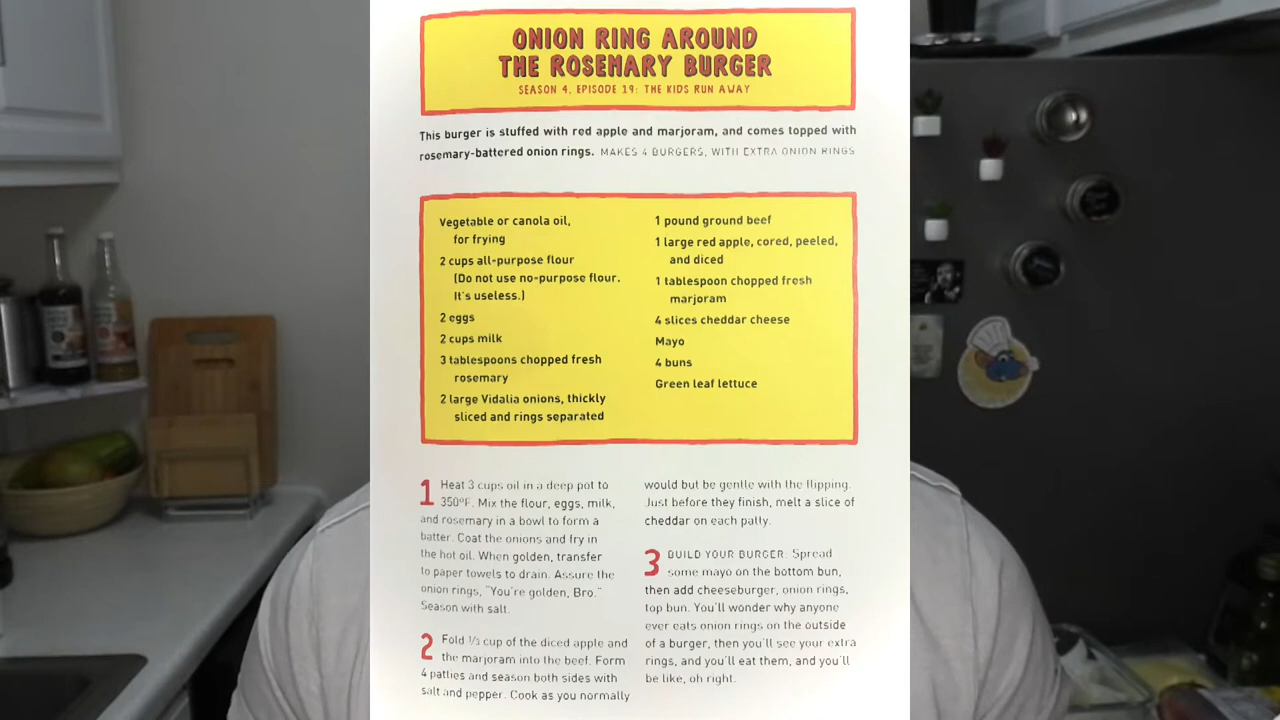 ONION RING AROUND
THE ROSEMARY BURGER
SEASON 4, EPISODE 19: THE KIDS RUN AWAY
This burger is stuffed with red apple and marjoram, and comes topped with
rosemary-battered onion rings. MAKES 4 BURGERS, WITH EXTRA ONION RINGS
Vegetable or canola oil,
for frying
2 cups all-purpose flour
(Do not use no-purpose flour.
It's useless.)
2 eggs
2 cups milk
3 tablespoons chopped fresh
rosemary
2 large Vidalia onions, thickly
sliced and rings separated
1 pound ground beef
1 large red apple, cored, peeled,
and diced
1 tablespoon chopped fresh
marjoram
4 slices cheddar cheese
Mayo
4 buns
Green leaf lettuce
1 Heat 3 cups oil in a deep pot to
350°F. Mix the flour, eggs, milk,
and rosemary in a bowl to form a
batter. Coat the onions and fry in
the hot oil. When golden, transfer
to paper towels to drain. Assure the
onion rings, "You're golden, Bro."
Season with salt.
2 Fold ⅓ cup of the diced apple and
the marjoram into the beef. Form
4 patties and season both sides with
salt and pepper. Cook as you normally
would but be gentle with the flipping.
Just before they finish, melt a slice of
cheddar on each patty.
3 BUILD YOUR BURGER: Spread
some mayo on the bottom bun,
then add cheeseburger, onion rings,
top bun. You'll wonder why anyone
ever eats onion rings on the outside
of a burger, then you'll see your extra
rings, and you'll eat them, and you'll
be like, oh right.